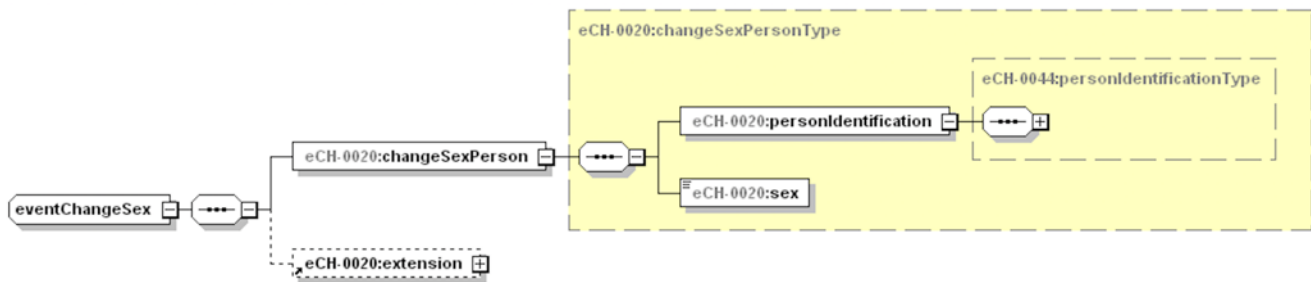 eCH-0020:changeSexPersonType
eCH-0044:personIdentificationType
eCH-0020:personIdentification
eCH-0020:changeSexPerson
eCH-0020:sex
eventChangeSex
eCH-0020:extension